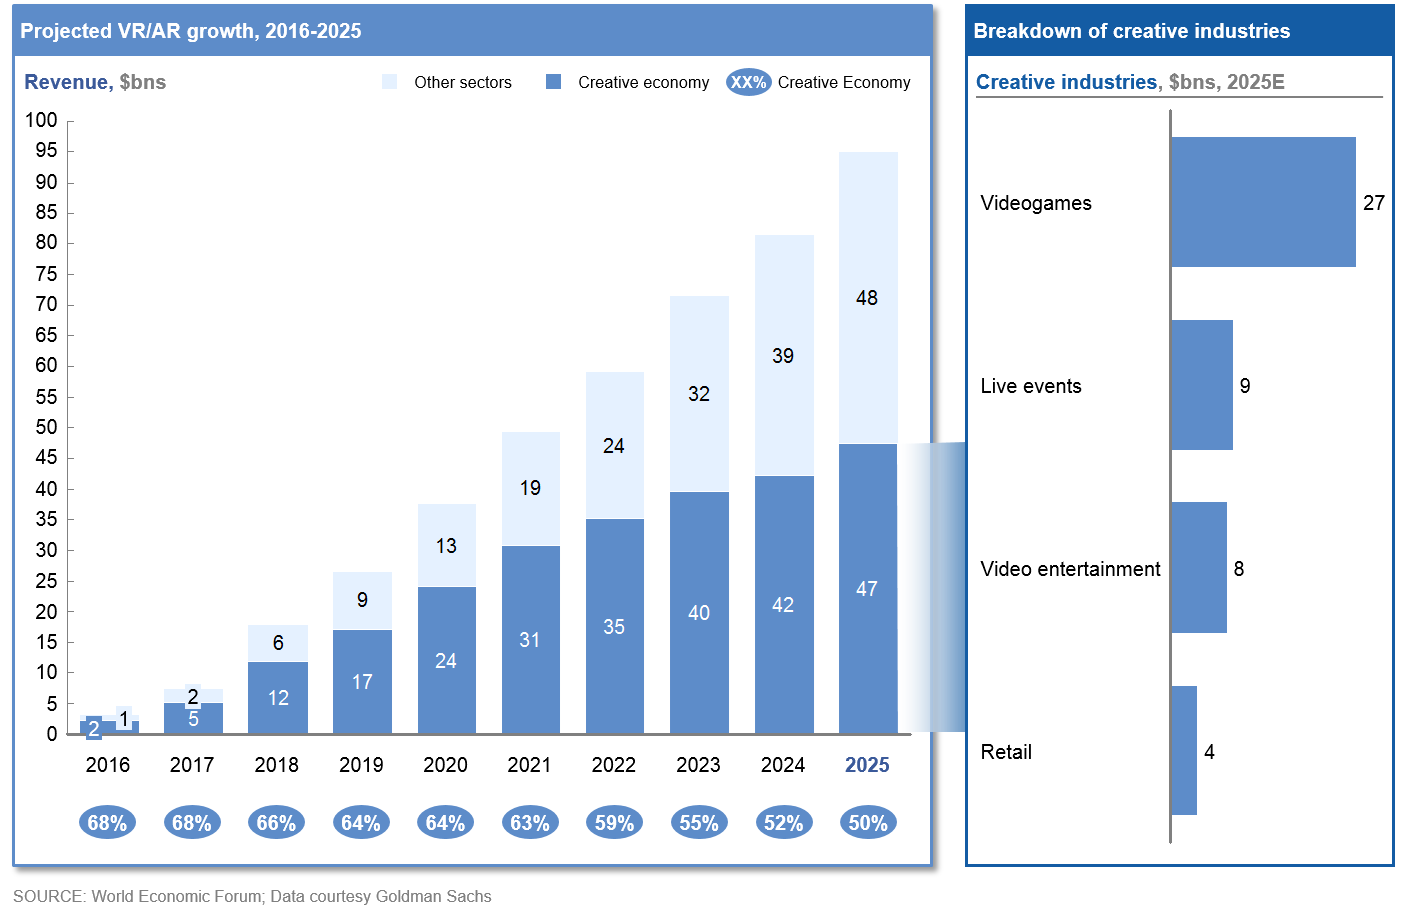 Projected VR/AR growth, 2016-2025
Revenue, $bns
Other sectors
Creative economy
XX% Creative Economy
100
95
90
85
80
75
70
65
60
55
50
45
40
35
30
25
20
15
10
5
0
2 1
5 2
12 6
17 9
24 13
31 19
35 24
40 32
42 39
47 48
2016 2017 2018 2019 2020 2021 2022 2023 2024 2025
68% 68% 66% 64% 64% 63% 59% 55% 52% 50%
Breakdown of creative industries
Creative industries, $bns, 2025E
Videogames 27
Live events 9
Video entertainment 8
Retail 4
SOURCE: World Economic Forum; Data courtesy Goldman Sachs